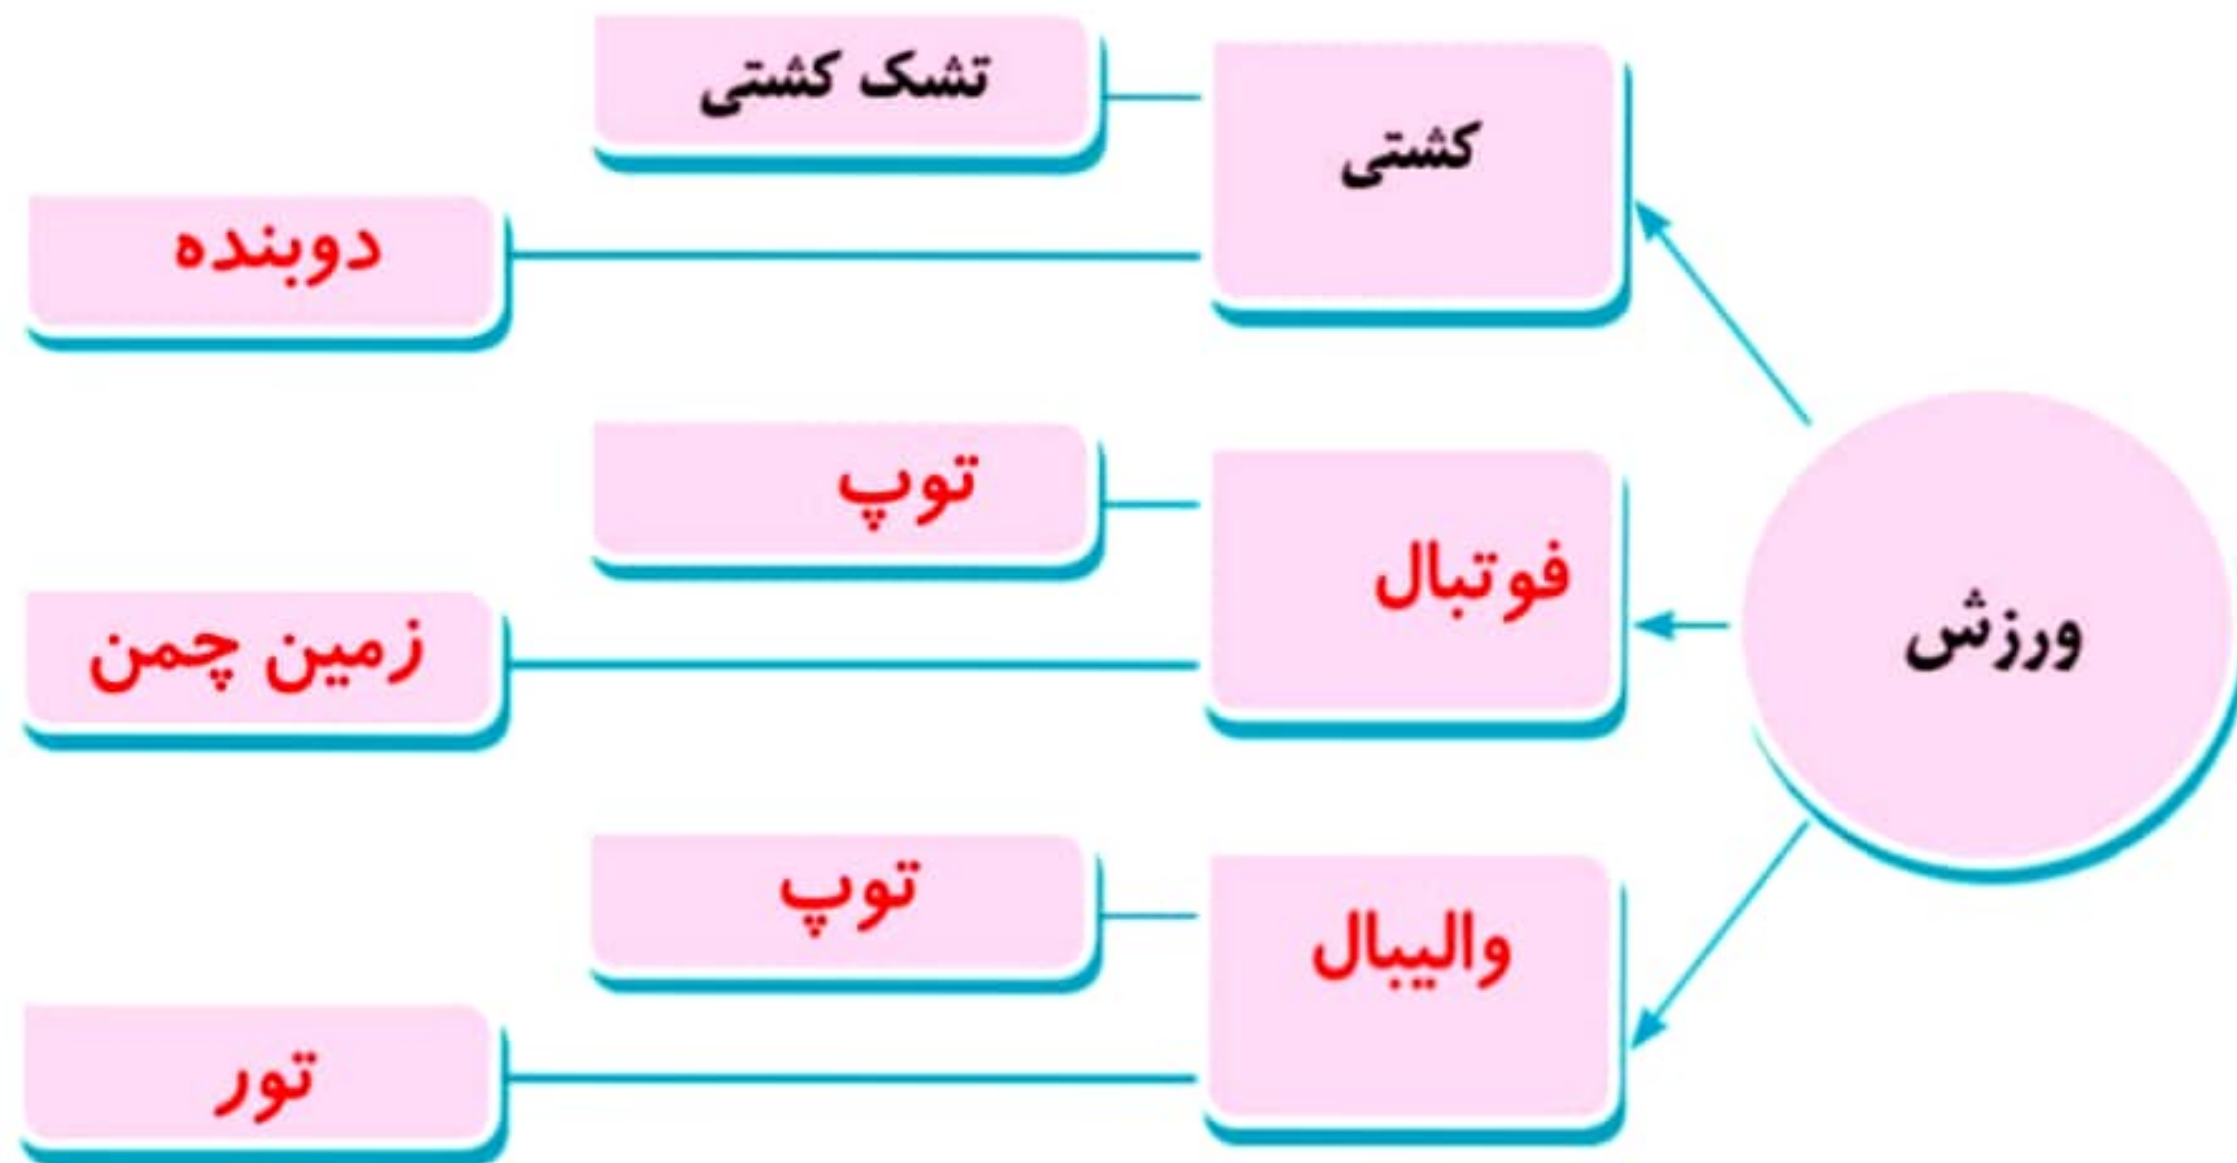 ورزش
کشتی
تشک کشتی
دوبنده
فوتبال
توپ
زمین چمن
والیبال
توپ
تور